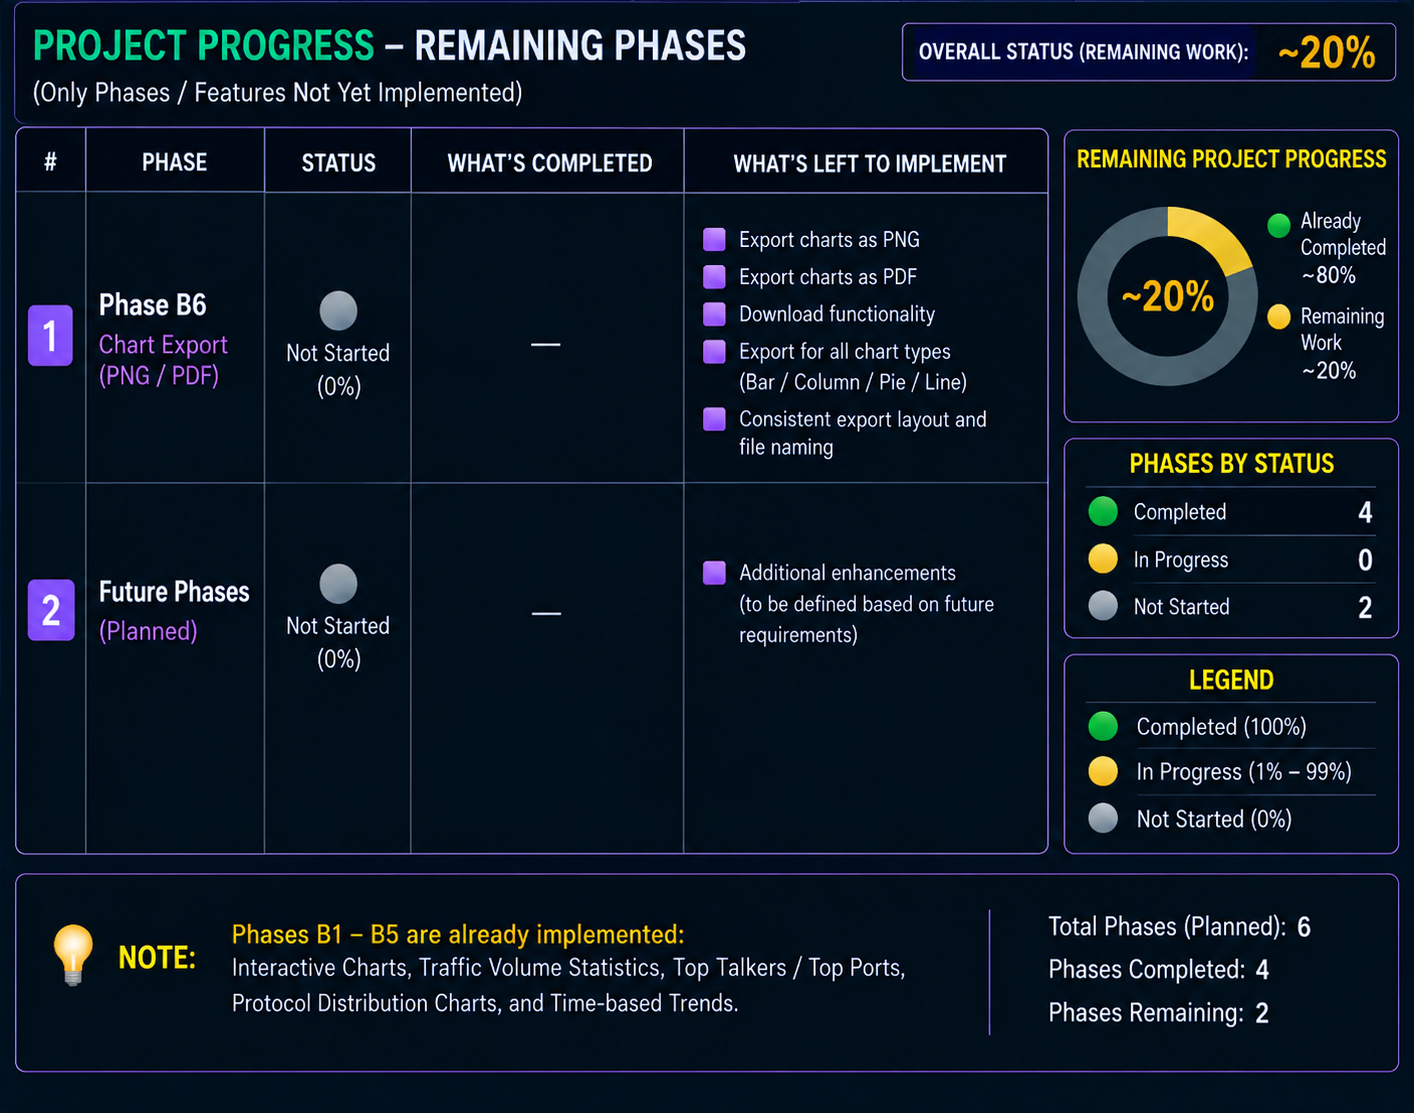 PROJECT PROGRESS – REMAINING PHASES
(Only Phases / Features Not Yet Implemented)
OVERALL STATUS (REMAINING WORK): ~20%
# PHASE STATUS WHAT'S COMPLETED WHAT'S LEFT TO IMPLEMENT
1
Phase B6
Chart Export
(PNG / PDF)
Not Started
(0%)
—
Export charts as PNG
Export charts as PDF
Download functionality
Export for all chart types
(Bar / Column / Pie / Line)
Consistent export layout and
file naming
2
Future Phases
(Planned)
Not Started
(0%)
—
Additional enhancements
(to be defined based on future
requirements)
REMAINING PROJECT PROGRESS
~20%
Already
Completed
~80%
Remaining
Work
~20%
PHASES BY STATUS
Completed 4
In Progress 0
Not Started 2
LEGEND
Completed (100%)
In Progress (1% – 99%)
Not Started (0%)
NOTE:
Phases B1 – B5 are already implemented:
Interactive Charts, Traffic Volume Statistics, Top Talkers / Top Ports,
Protocol Distribution Charts, and Time-based Trends.
Total Phases (Planned): 6
Phases Completed: 4
Phases Remaining: 2